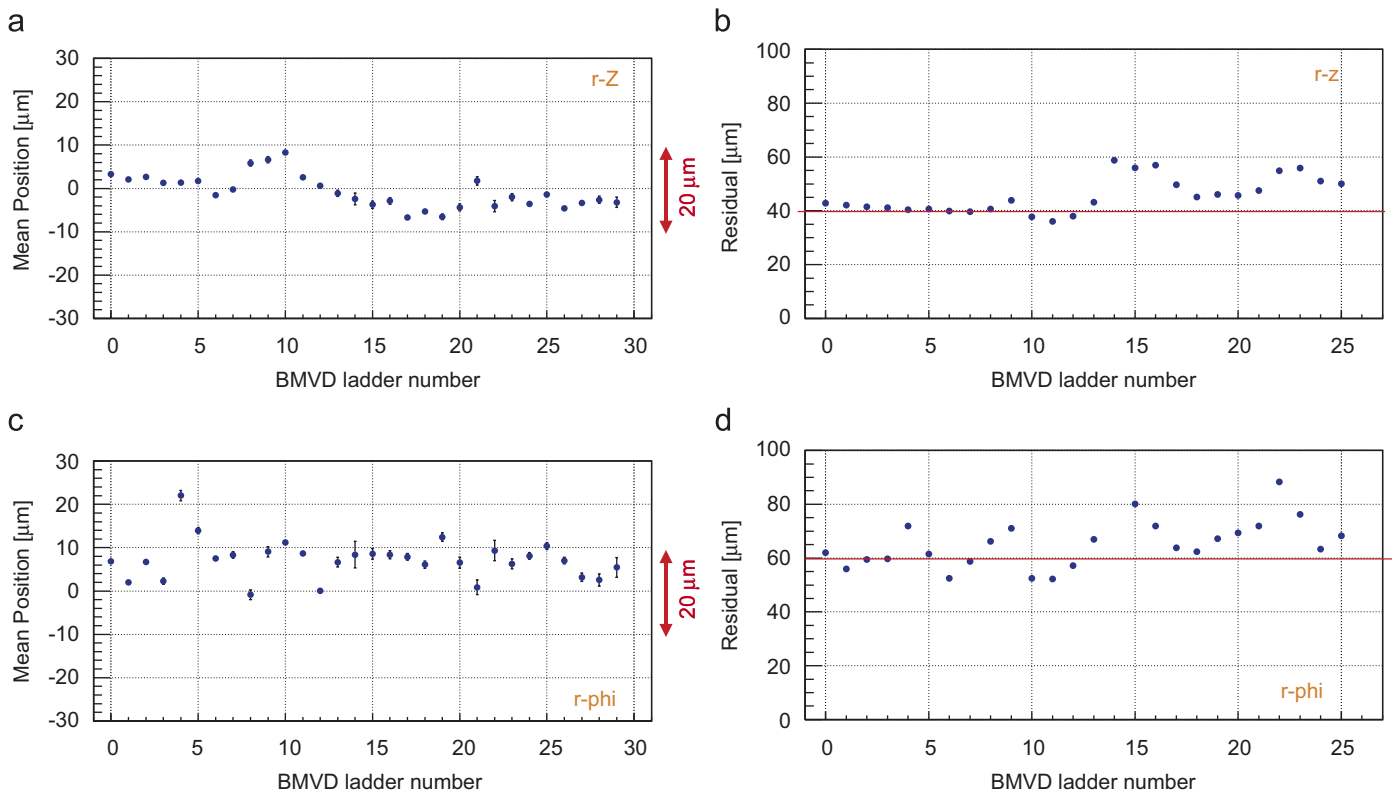 a
30
20
10
0
-10
-20
-30
Mean Position [μm]
r-Z
20 μm
0 5 10 15 20 25 30
BMVD ladder number
b
100
80
60
40
20
0
Residual [μm]
r-z
0 5 10 15 20 25
BMVD ladder number
c
30
20
10
0
-10
-20
-30
Mean Position [μm]
r-phi
20 μm
0 5 10 15 20 25 30
BMVD ladder number
d
100
80
60
40
20
0
Residual [μm]
r-phi
0 5 10 15 20 25
BMVD ladder number